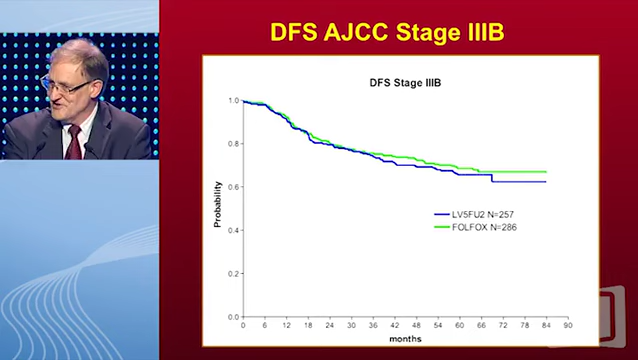 DFS AJCC Stage IIIB
DFS Stage IIIB
1.0
0.8
0.6
0.4
0.2
0.0
Probability
LV5FU2 N=257
FOLFOX N=286
0 6 12 18 24 30 36 42 48 54 60 66 72 78 84 90
months